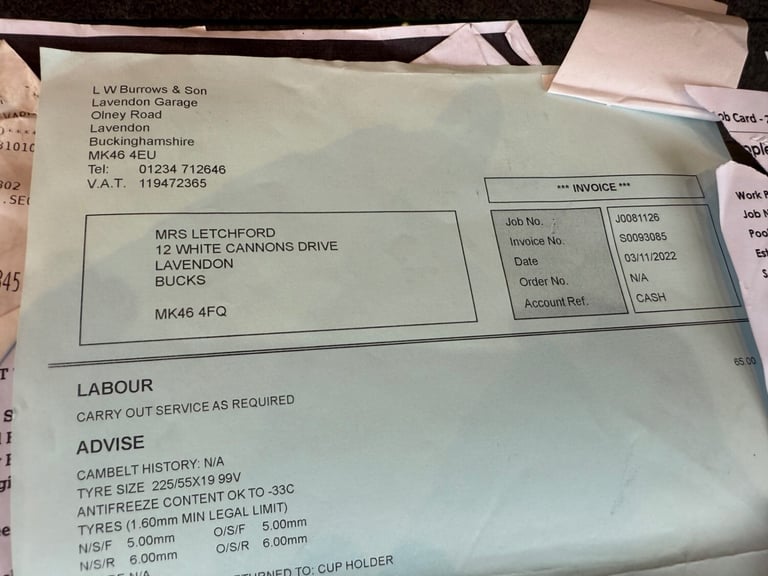 L W Burrows & Son
Lavendon Garage
Olney Road
Lavendon
Buckinghamshire
MK46 4EU
Tel: 01234 712646
V.A.T. 119472365
*** INVOICE ***
MRS LETCHFORD
12 WHITE CANNONS DRIVE
LAVENDON
BUCKS
MK46 4FQ
Job No. : J0081126
Invoice No. S0093085
Date 03/11/2022
Order No. N/A
Account Ref. CASH
65.00
LABOUR
CARRY OUT SERVICE AS REQUIRED
ADVISE
CAMBELT HISTORY: N/A
TYRE SIZE 225/55X19 99V
ANTIFREEZE CONTENT OK TO -33C
TYRES (1.60mm MIN LEGAL LIMIT)
N/S/F 5.00mm O/S/F 5.00mm
N/S/R 6.00mm O/S/R 6.00mm
N/A TURNED TO: CUP HOLDER
ob Card -
Work
Job